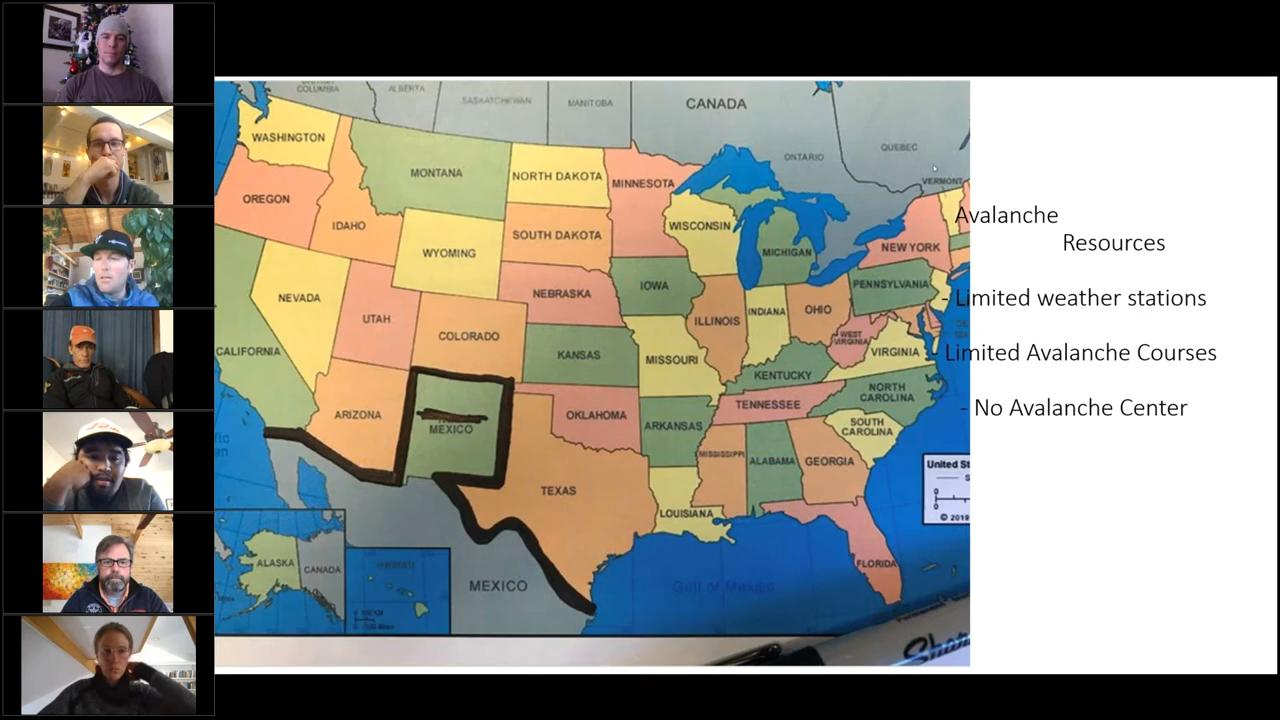 COLUMBIA
ALBERTA
SASKATCHEWAN
MANITOBA
CANADA
ONTARIO
QUEBEC
VERMONT
WASHINGTON
MONTANA
NORTH DAKOTA
MINNESOTA
OREGON
IDAHO
SOUTH DAKOTA
WISCONSIN
MICHIGAN
NEW YORK
WYOMING
NEVADA
NEBRASKA
IOWA
PENNSYLVANIA
UTAH
COLORADO
ILLINOIS
INDIANA
OHIO
CALIFORNIA
KANSAS
MISSOURI
WEST
VIRGINIA
VIRGINIA
KENTUCKY
ARIZONA
MEXICO
OKLAHOMA
ARKANSAS
TENNESSEE
NORTH
CAROLINA
SOUTH
CAROLINA
TEXAS
MISSISSIPPI
ALABAMA
GEORGIA
LOUISIANA
FLORIDA
ALASKA
CANADA
HAWAII
MEXICO
Gulf of Mexico
United St
0
0
© 2019
Shar
Avalanche
Resources
- Limited weather stations
- Limited Avalanche Courses
- No Avalanche Center